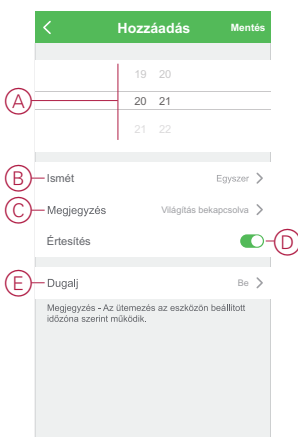 Hozzáadás Mentés
19 20
A 20 21
21 22
B Ismét Egyszer
C Megjegyzés Világítás bekapcsolva
Értesítés D
E Dugalj Be
Megjegyzés - Az ütemezés az eszközön beállított
időzóna szerint működik.